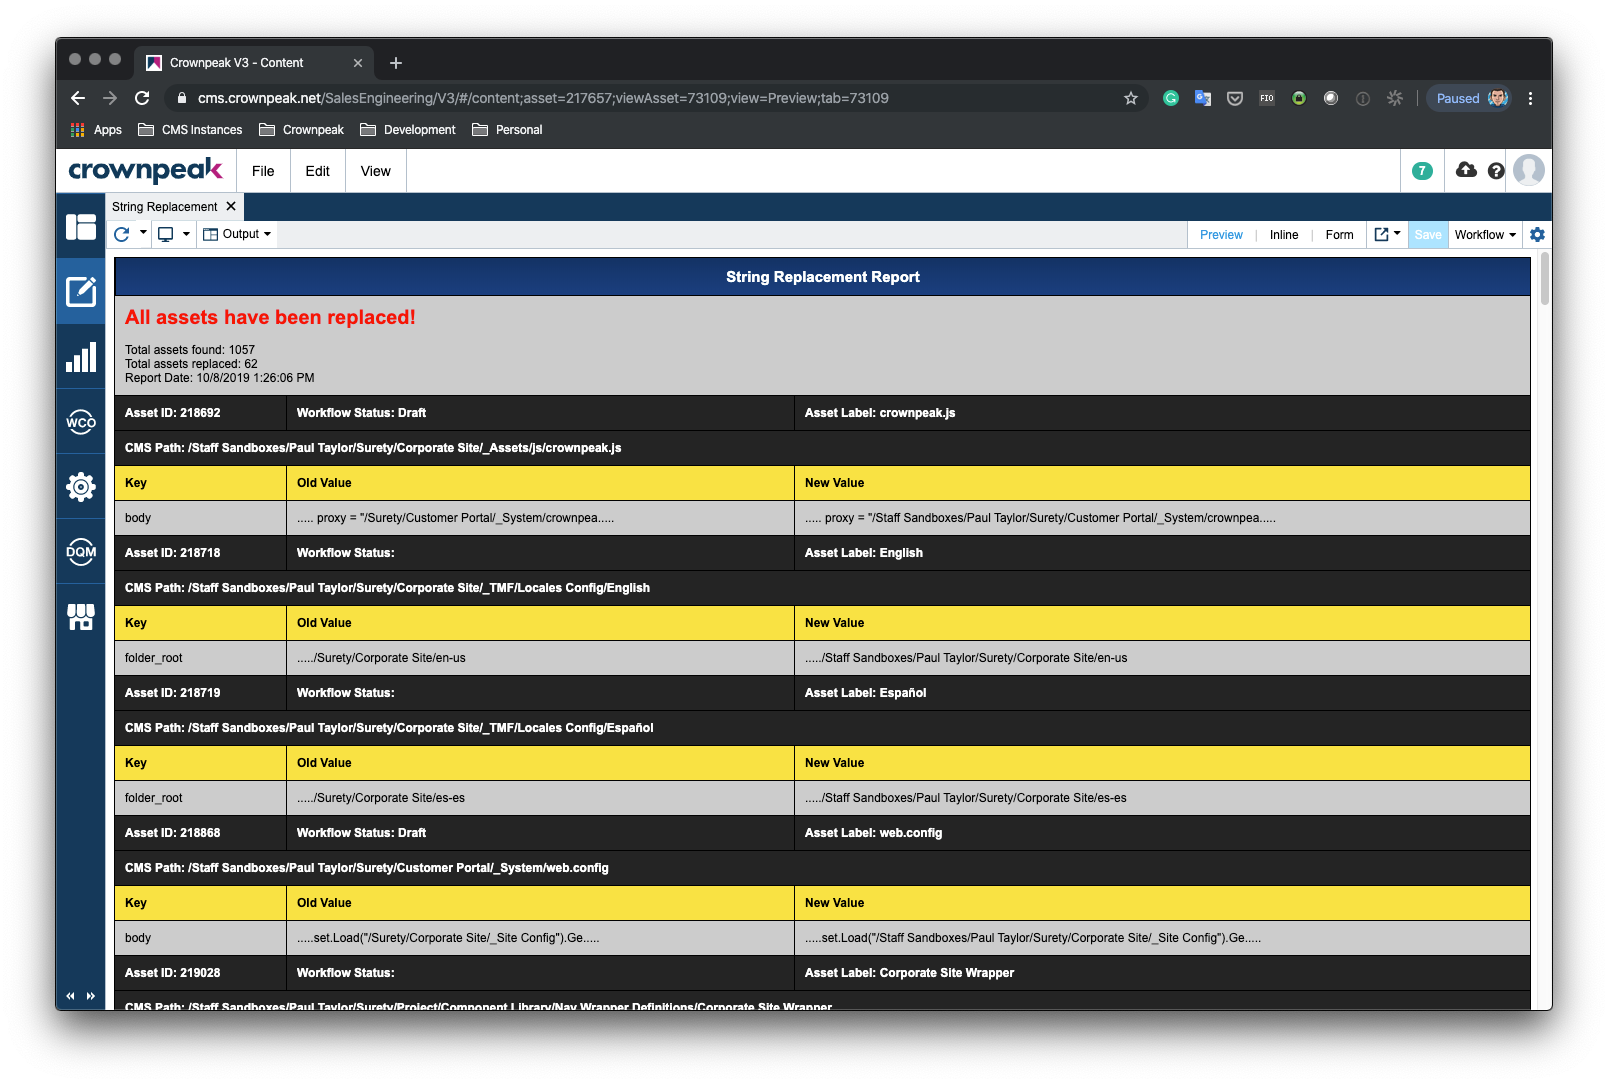 Crownpeak V3 - Content
cms.crownpeak.net/SalesEngineering/V3/#/content;asset=217657;viewAsset=73109;view=Preview;tab=73109
FIO
Paused
Apps CMS Instances Crownpeak Development Personal
crownpeak File Edit View 7
String Replacement
Output Preview Inline Form Save Workflow
String Replacement Report
All assets have been replaced!
Total assets found: 1057
Total assets replaced: 62
Report Date: 10/8/2019 1:26:06 PM
Asset ID: 218692 Workflow Status: Draft Asset Label: crownpeak.js
CMS Path: /Staff Sandboxes/Paul Taylor/Surety/Corporate Site/_Assets/js/crownpeak.js
Key Old Value New Value
body ..... proxy = "/Surety/Customer Portal/_System/crownpea..... ..... proxy = "/Staff Sandboxes/Paul Taylor/Surety/Customer Portal/_System/crownpea.....
Asset ID: 218718 Workflow Status: Asset Label: English
CMS Path: /Staff Sandboxes/Paul Taylor/Surety/Corporate Site/_TMF/Locales Config/English
Key Old Value New Value
folder_root ...../Surety/Corporate Site/en-us ...../Staff Sandboxes/Paul Taylor/Surety/Corporate Site/en-us
Asset ID: 218719 Workflow Status: Asset Label: Español
CMS Path: /Staff Sandboxes/Paul Taylor/Surety/Corporate Site/_TMF/Locales Config/Español
Key Old Value New Value
folder_root ...../Surety/Corporate Site/es-es ...../Staff Sandboxes/Paul Taylor/Surety/Corporate Site/es-es
Asset ID: 218868 Workflow Status: Draft Asset Label: web.config
CMS Path: /Staff Sandboxes/Paul Taylor/Surety/Customer Portal/_System/web.config
Key Old Value New Value
body .....set.Load("/Surety/Corporate Site/_Site Config").Ge..... .....set.Load("/Staff Sandboxes/Paul Taylor/Surety/Corporate Site/_Site Config").Ge.....
Asset ID: 219028 Workflow Status: Asset Label: Corporate Site Wrapper
CMS Path: /Staff Sandboxes/Paul Taylor/Surety/Project/Component Library/Nav Wrapper Definitions/Corporate Site Wrapper
WCO
DQM